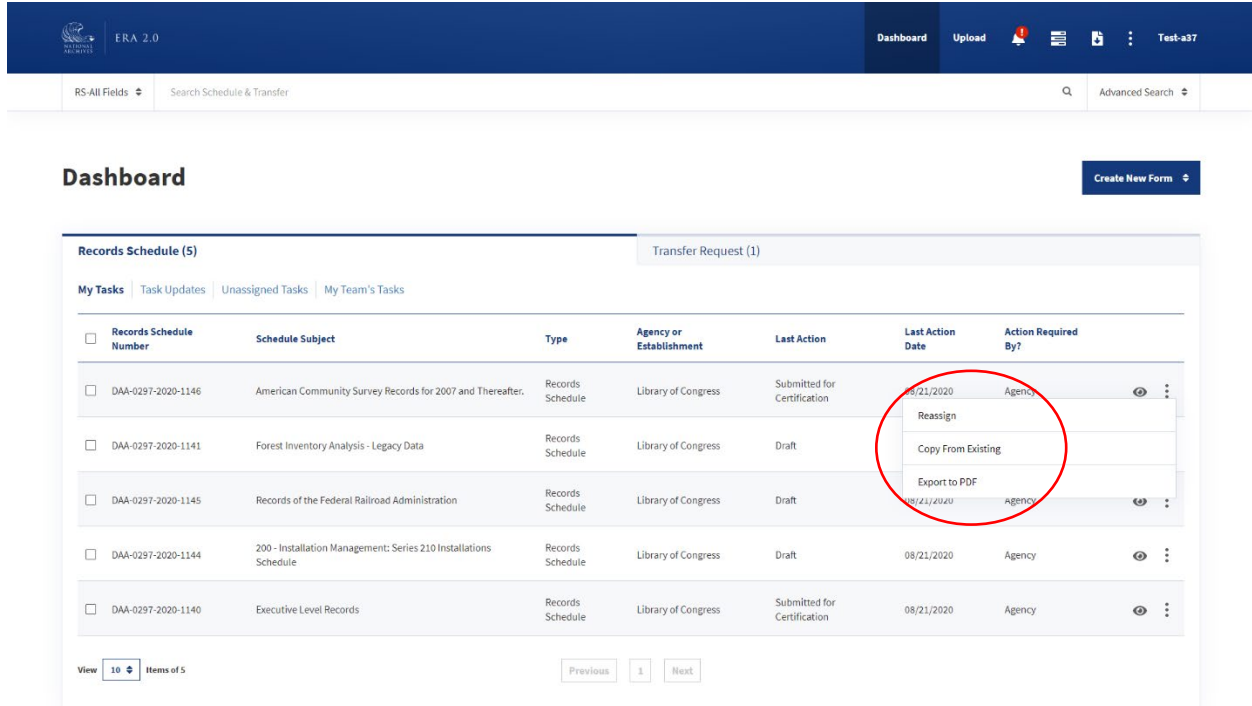 NATIONAL
ARCHIVES
ERA 2.0
Dashboard
Upload
Test-a37
RS-All Fields
Search Schedule & Transfer
Advanced Search
Dashboard
Create New Form
Records Schedule (5)
Transfer Request (1)
My Tasks
Task Updates
Unassigned Tasks
My Team's Tasks
Records Schedule
Number
Schedule Subject
Type
Agency or
Establishment
Last Action
Last Action
Date
Action Required
By?
DAA-0297-2020-1146
American Community Survey Records for 2007 and Thereafter.
Records
Schedule
Library of Congress
Submitted for
Certification
08/21/2020
Agency
Reassign
Copy From Existing
Export to PDF
DAA-0297-2020-1141
Forest Inventory Analysis - Legacy Data
Records
Schedule
Library of Congress
Draft
DAA-0297-2020-1145
Records of the Federal Railroad Administration
Records
Schedule
Library of Congress
Draft
08/21/2020
Agency
DAA-0297-2020-1144
200 - Installation Management: Series 210 Installations
Schedule
Records
Schedule
Library of Congress
Draft
08/21/2020
Agency
DAA-0297-2020-1140
Executive Level Records
Records
Schedule
Library of Congress
Submitted for
Certification
08/21/2020
Agency
View
10
Items of 5
Previous
1
Next